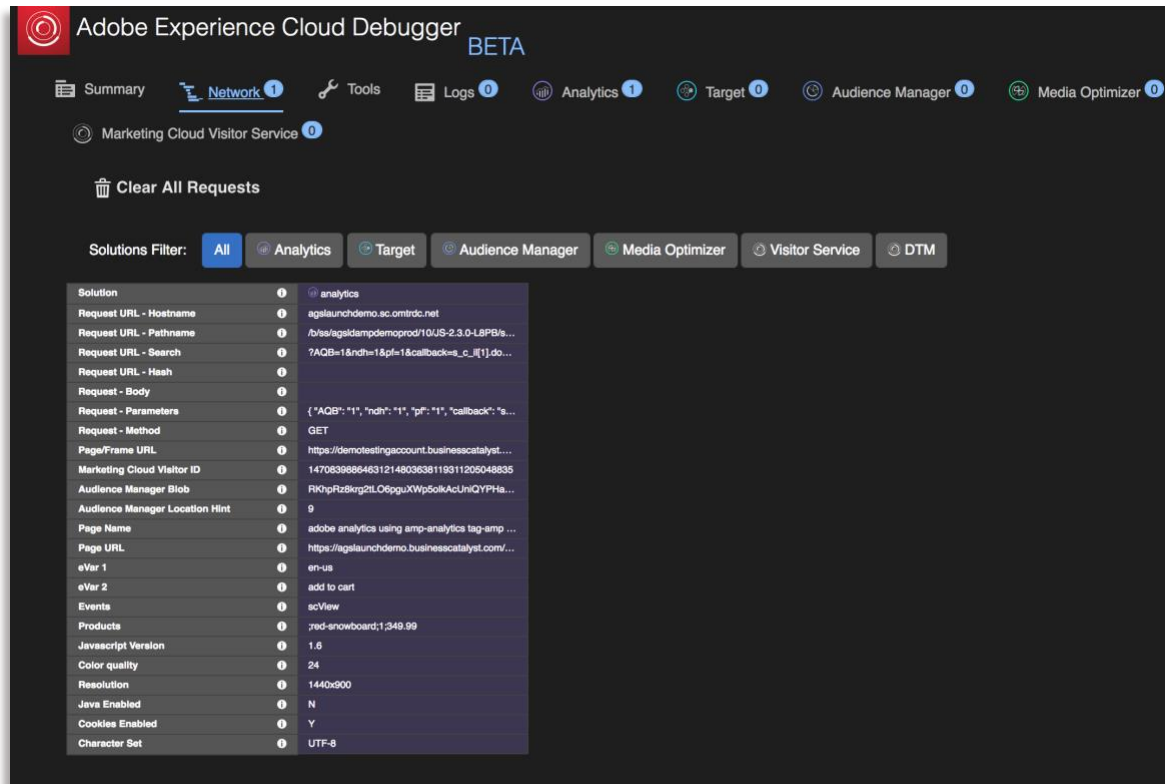 Adobe Experience Cloud Debugger BETA
Summary Network 1 Tools Logs 0 Analytics 1 Target 0 Audience Manager 0 Media Optimizer 0
Marketing Cloud Visitor Service 0
Clear All Requests
Solutions Filter: All Analytics Target Audience Manager Media Optimizer Visitor Service DTM
Solution analytics
Request URL - Hostname agslaunchdemo.sc.omtrdc.net
Request URL - Pathname /b/ss/agsldampdemoprod/10/JS-2.3.0-L8PB/s...
Request URL - Search ?AQB=1&ndh=1&pf=1&callback=s_c_il[1].do...
Request URL - Hash
Request - Body
Request - Parameters { "AQB": "1", "ndh": "1", "pf": "1", "callback": "s...
Request - Method GET
Page/Frame URL https://demotestingaccount.businesscatalyst....
Marketing Cloud Visitor ID 14708398864631214803638119311205048835
Audience Manager Blob RKhpRz8krg2tLO6pguXWp5olkAcUniQYPHa...
Audience Manager Location Hint 9
Page Name adobe analytics using amp-analytics tag-amp ...
Page URL https://agslaunchdemo.businesscatalyst.com/...
eVar 1 en-us
eVar 2 add to cart
Events scView
Products ;red-snowboard;1;349.99
Javascript Version 1.6
Color quality 24
Resolution 1440x900
Java Enabled N
Cookies Enabled Y
Character Set UTF-8